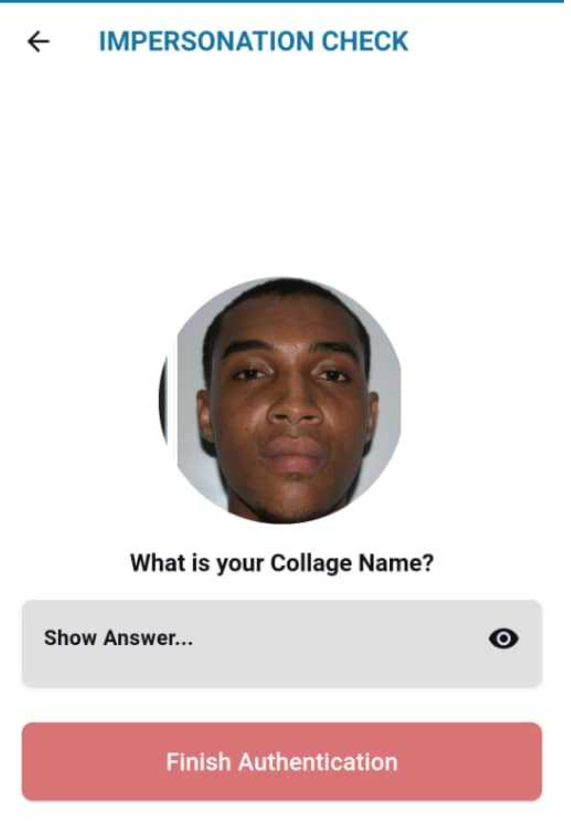 IMPERSONATION CHECK
What is your Collage Name?
Show Answer...
Finish Authentication